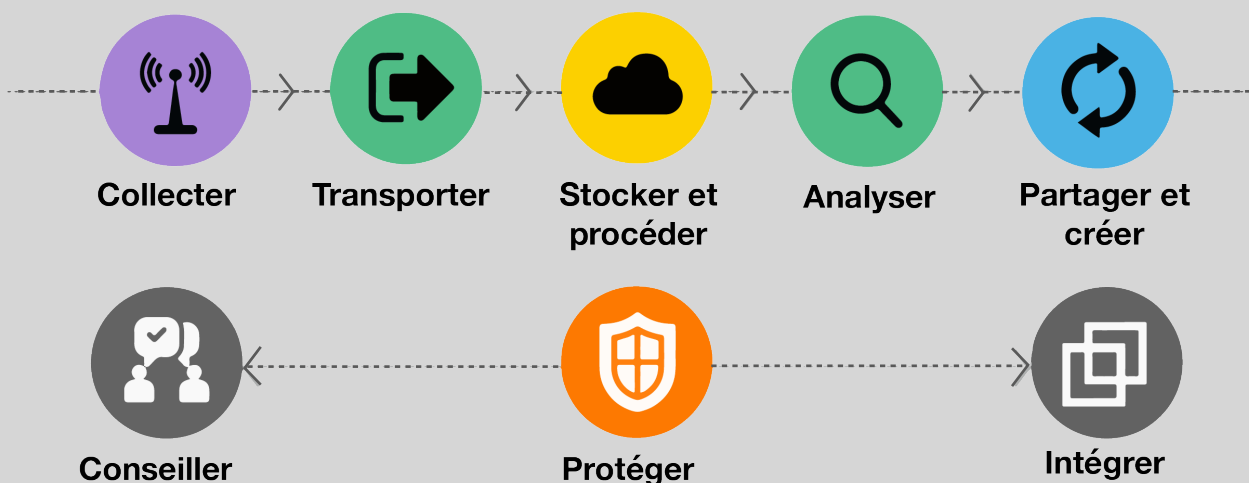 Collecter
Transporter
Stocker et
procéder
Analyser
Partager et
créer
Conseiller
Protéger
Intégrer